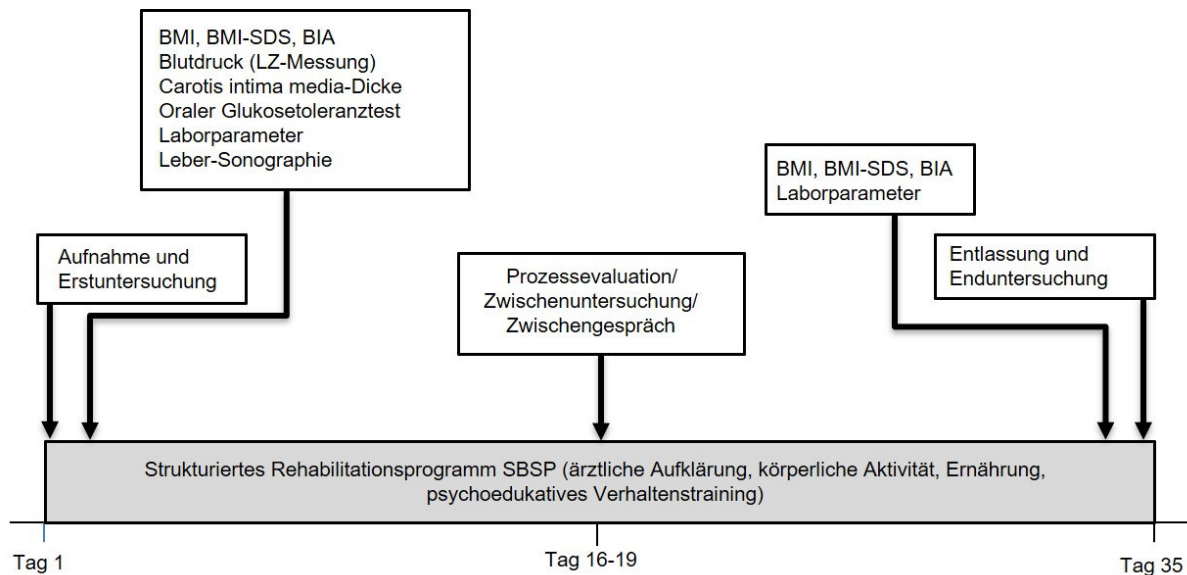 BMI, BMI-SDS, BIA
Blutdruck (LZ-Messung)
Carotis intima media-Dicke
Oraler Glukosetoleranztest
Laborparameter
Leber-Sonographie
BMI, BMI-SDS, BIA
Laborparameter
Aufnahme und
Erstuntersuchung
Prozessevaluation/
Zwischenuntersuchung/
Zwischengespräch
Entlassung und
Enduntersuchung
Strukturiertes Rehabilitationsprogramm SBSP (ärztliche Aufklärung, körperliche Aktivität, Ernährung,
psychoedukatives Verhaltenstraining)
Tag 1
Tag 16-19
Tag 35